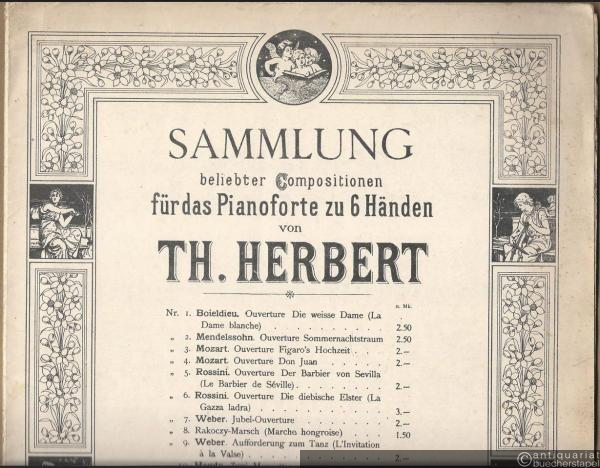 SAMMLUNG
beliebter Compositionen
für das Pianoforte zu 6 Händen
von
TH. HERBERT
n. Mk.
Nr. 1. Boieldieu. Ouverture Die weisse Dame (La
Dame blanche) . . . . . . . . . 2.50
„ 2. Mendelssohn. Ouverture Sommernachtstraum 2.50
„ 3. Mozart. Ouverture Figaro's Hochzeit . . . 2.—
„ 4. Mozart. Ouverture Don Juan . . . . . 2.—
„ 5. Rossini. Ouverture Der Barbier von Sevilla
(Le Barbier de Séville) . . . . . . . 2.—
„ 6. Rossini. Ouverture Die diebische Elster (La
Gazza ladra) . . . . . . . . . 3.—
„ 7. Weber. Jubel-Ouverture . . . . . . 2.—
„ 8. Rakoczy-Marsch (Marche hongroise) . . 1.50
„ 9. Weber. Aufforderung zum Tanz (L'Invitation
à la Valse) . . . . . . . . . 2.—
antiquariat
buecherstapel